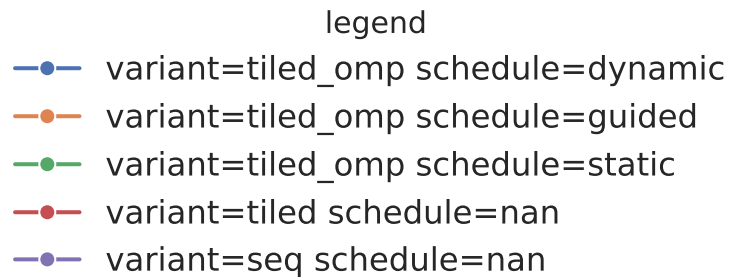 legend
variant=tiled_omp schedule=dynamic
variant=tiled_omp schedule=guided
variant=tiled_omp schedule=static
variant=tiled schedule=nan
variant=seq schedule=nan